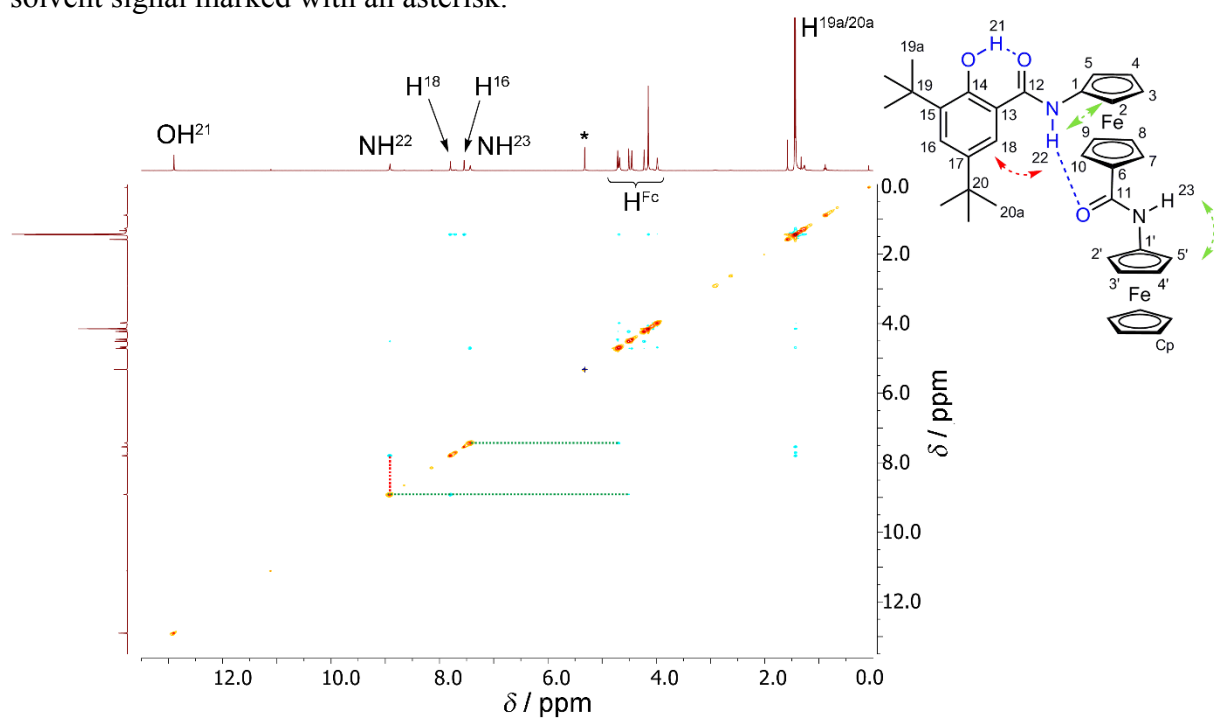 solvent signal marked with an asterisk.
H19a/20a
H18
H16
OH21
NH22
NH23
*
HFc
0.0
2.0
4.0
6.0
8.0
10.0
12.0
δ / ppm
12.0 10.0 8.0 6.0 4.0 2.0 0.0
δ / ppm
21
H
19a
O
O
19
14
12
5
4
1
3
15
13
N
2
H
Fe
16
18
9
8
17
22
10
7
6
20
11
H
23
20a
O
N
1'
2'
5'
3'
4'
Fe
Cp